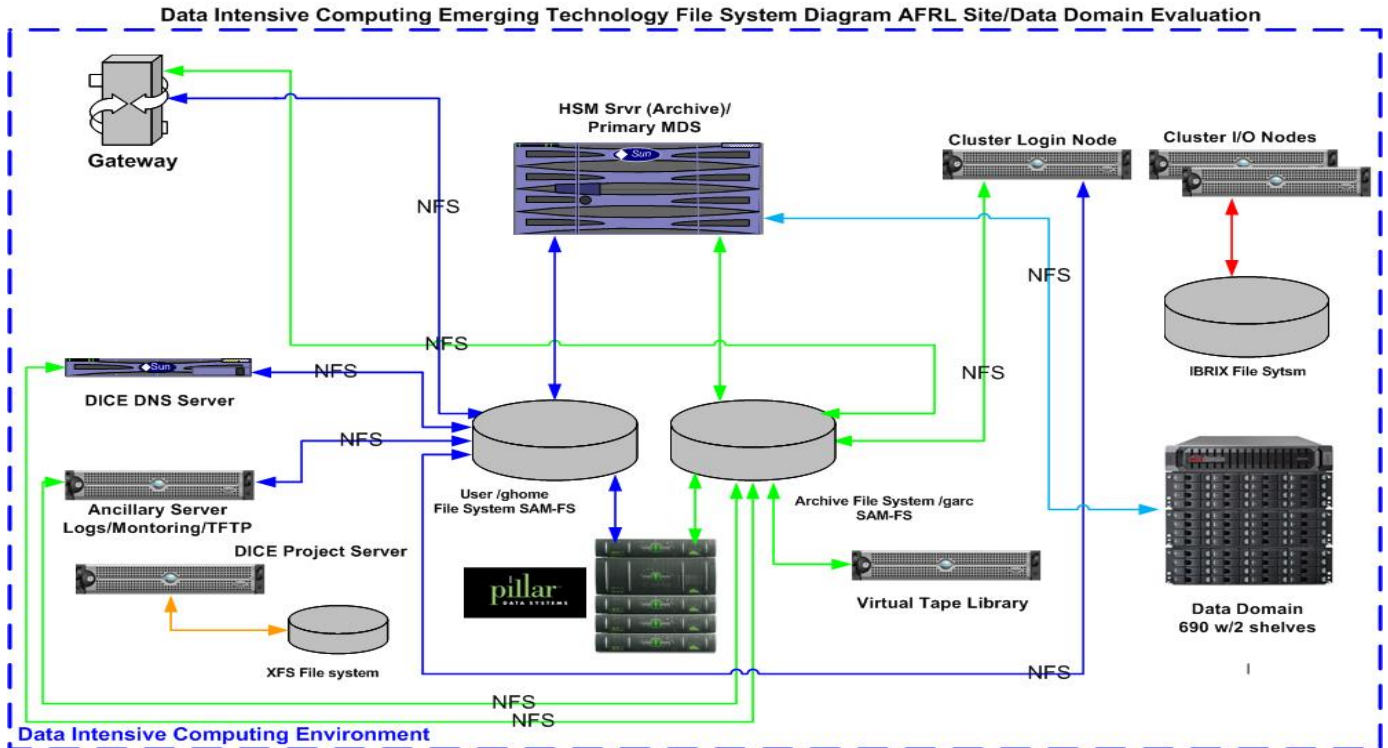 Data Intensive Computing Emerging Technology File System Diagram AFRL Site/Data Domain Evaluation
Gateway
HSM Srvr (Archive)/
Primary MDS
Sun
Cluster Login Node
Cluster I/O Nodes
NFS
NFS
NFS
NFS
IBRIX File Sytsm
Sun
DICE DNS Server
NFS
NFS
Ancillary Server
Logs/Montoring/TFTP
User /ghome
File System SAM-FS
Archive File System /garc
SAM-FS
DICE Project Server
XFS File system
pillar
DATA SYSTEMS
Virtual Tape Library
Data Domain
690 w/2 shelves
NFS
NFS
NFS
Data Intensive Computing Environment